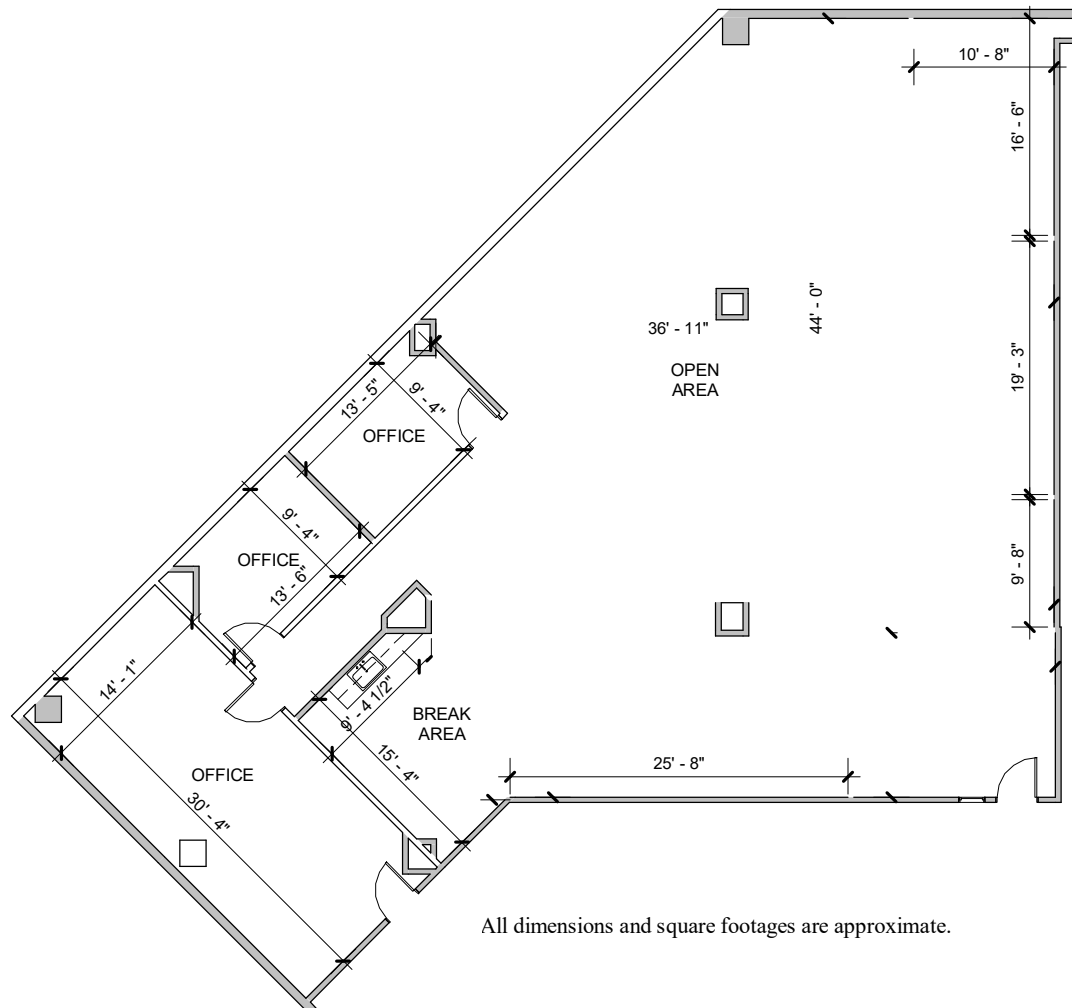 10' - 8"
16' - 6"
44' - 0"
36' - 11"
19' - 3"
OPEN
AREA
9' - 4"
13' - 5"
OFFICE
9' - 4"
OFFICE
13' - 6"
9' - 8"
14' - 1"
9' - 4 1/2"
BREAK
AREA
15' - 4"
25' - 8"
OFFICE
30' - 4"
All dimensions and square footages are approximate.